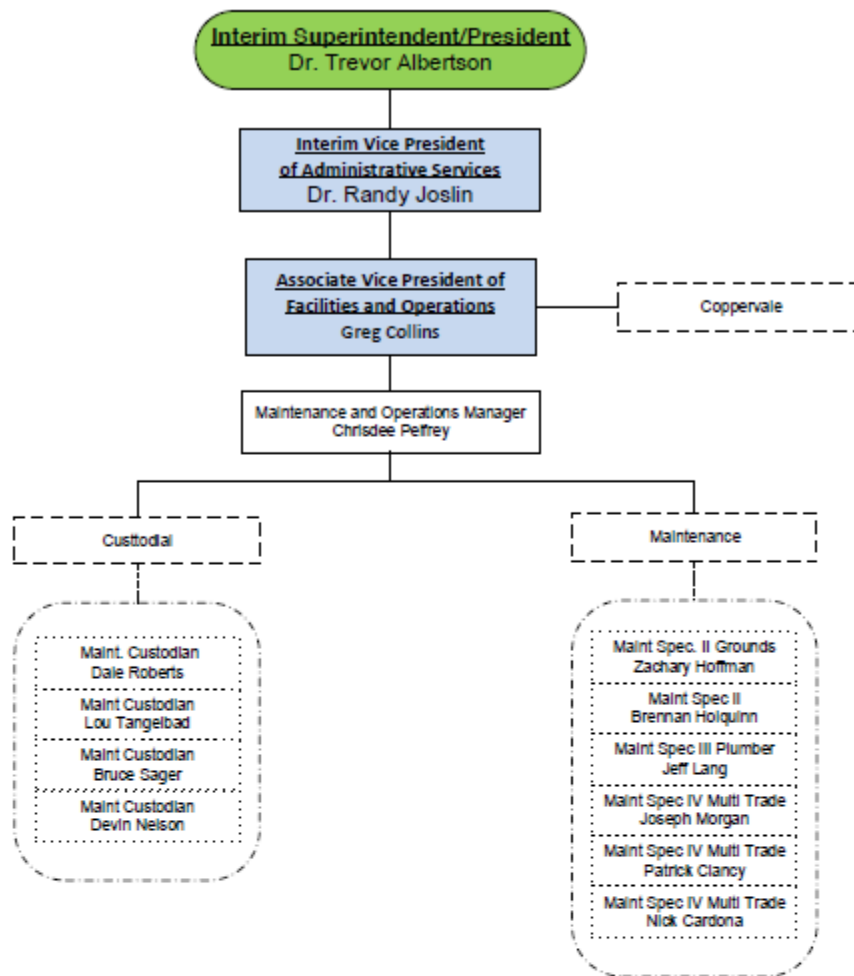 Interim Superintendent/President
Dr. Trevor Albertson
Interim Vice President
of Administrative Services
Dr. Randy Joslin
Associate Vice President of
Facilities and Operations
Greg Collins
Coppervale
Maintenance and Operations Manager
Chrisdee Pelfrey
Custtodial
Maintenance
Maint. Custodian
Dale Roberts
Maint Custodian
Lou Tangelbad
Maint Custodian
Bruce Sager
Maint Custodian
Devin Nelson
Maint Spec. II Grounds
Zachary Hoffman
Maint Spec II
Brennan Holquinn
Maint Spec III Plumber
Jeff Lang
Maint Spec IV Multi Trade
Joseph Morgan
Maint Spec IV Multi Trade
Patrick Clancy
Maint Spec IV Multi Trade
Nick Cardona